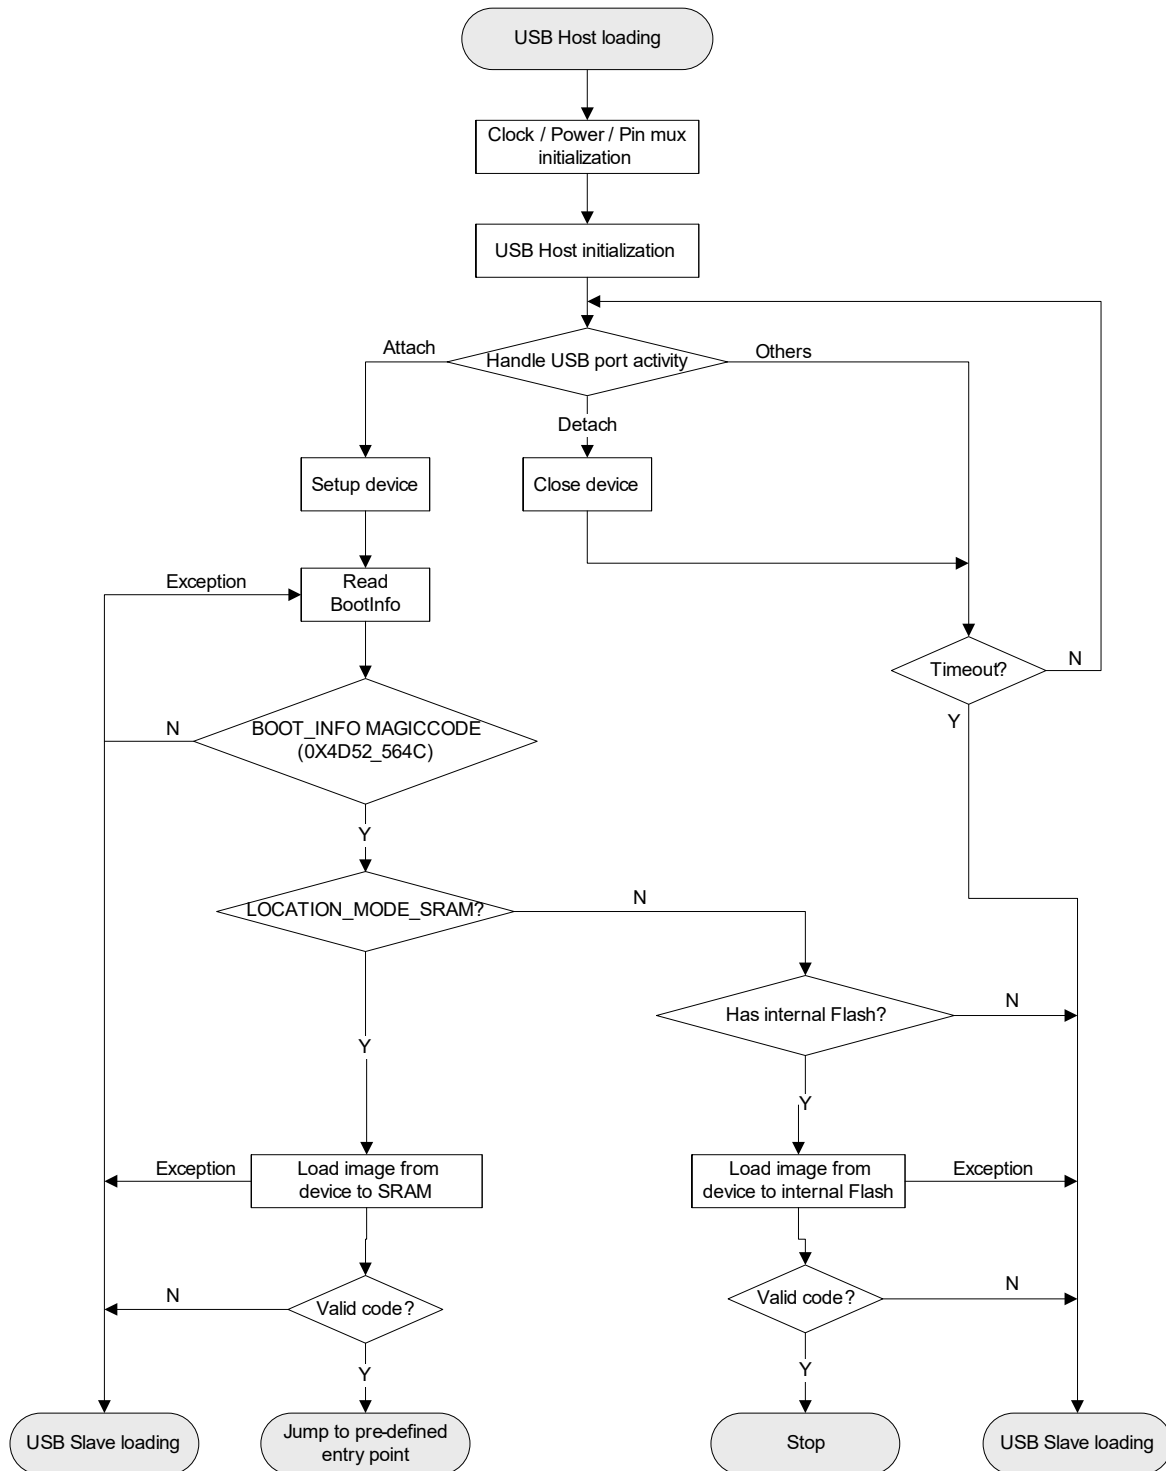 USB Host loading
Clock / Power / Pin mux
initialization
USB Host initialization
Attach
Handle USB port activity
Others
Detach
Setup device
Close device
Exception
Read
BootInfo
Timeout?
N
N
BOOT_INFO MAGICCODE
(0X4D52_564C)
Y
Y
LOCATION_MODE_SRAM?
N
Has internal Flash?
N
Y
Y
Exception
Load image from
device to SRAM
Load image from
device to internal Flash
Exception
N
Valid code?
Valid code?
N
Y
Y
USB Slave loading
Jump to pre-defined
entry point
Stop
USB Slave loading